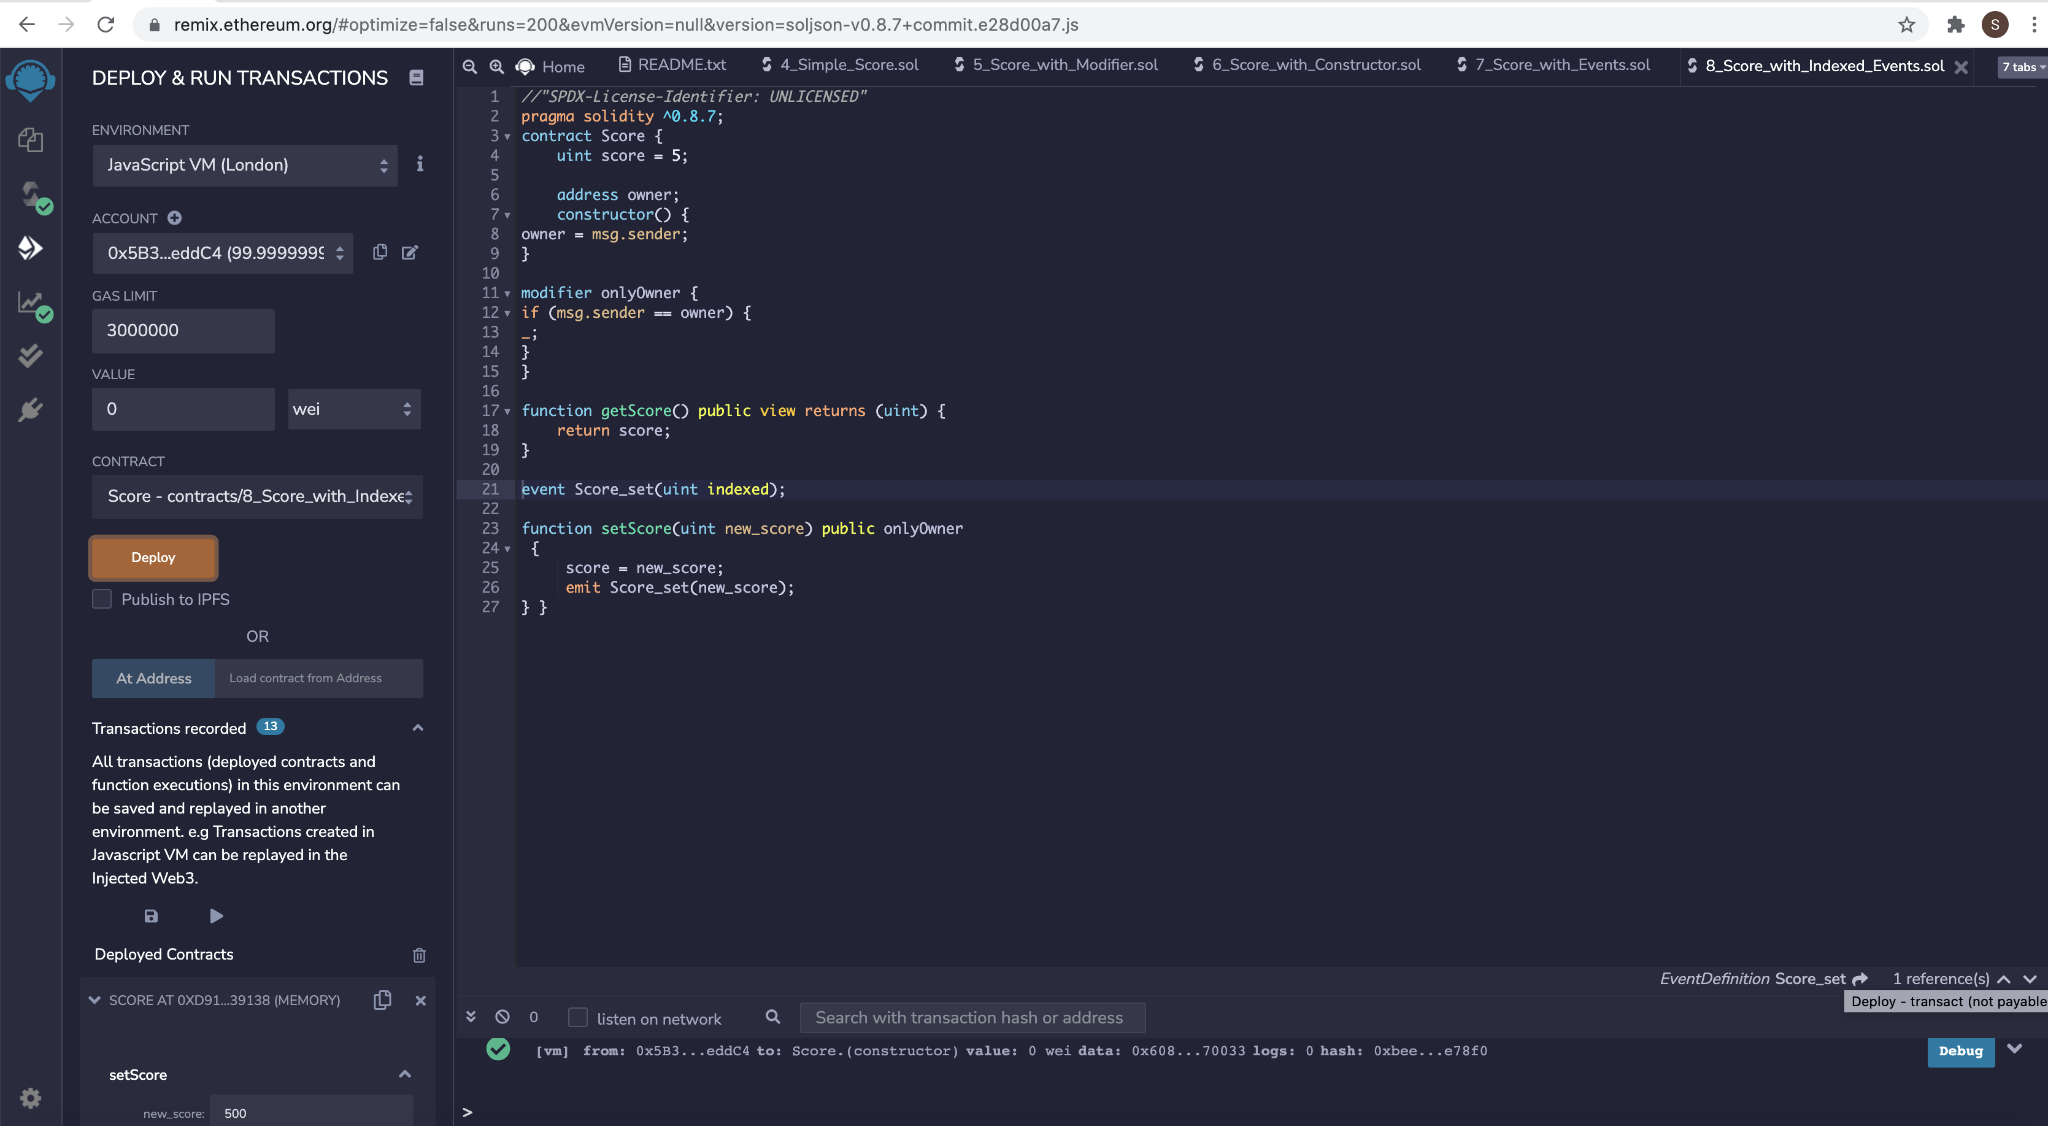 remix.ethereum.org/#optimize=false&runs=200&evmVersion=null&version=soljson-v0.8.7+commit.e28d00a7.js
S
DEPLOY & RUN TRANSACTIONS
ENVIRONMENT
JavaScript VM (London)
ACCOUNT
0x5B3...eddC4 (99.9999999
GAS LIMIT
3000000
VALUE
0
wei
CONTRACT
Score - contracts/8_Score_with_Indexe
Deploy
Publish to IPFS
OR
At Address
Load contract from Address
Transactions recorded 13
All transactions (deployed contracts and
function executions) in this environment can
be saved and replayed in another
environment. e.g Transactions created in
Javascript VM can be replayed in the
Injected Web3.
Deployed Contracts
SCORE AT 0XD91...39138 (MEMORY)
setScore
new_score: 500
Home
README.txt
4_Simple_Score.sol
5_Score_with_Modifier.sol
6_Score_with_Constructor.sol
7_Score_with_Events.sol
8_Score_with_Indexed_Events.sol
7 tabs
1 //"SPDX-License-Identifier: UNLICENSED"
2 pragma solidity ^0.8.7;
3 contract Score {
4 uint score = 5;
5
6 address owner;
7 constructor() {
8 owner = msg.sender;
9 }
10
11 modifier onlyOwner {
12 if (msg.sender == owner) {
13 _;
14 }
15 }
16
17 function getScore() public view returns (uint) {
18 return score;
19 }
20
21 event Score_set(uint indexed);
22
23 function setScore(uint new_score) public onlyOwner
24 {
25 score = new_score;
26 emit Score_set(new_score);
27 } }
EventDefinition Score_set 1 reference(s)
Deploy - transact (not payable
0
listen on network
Search with transaction hash or address
[vm] from: 0x5B3...eddC4 to: Score.(constructor) value: 0 wei data: 0x608...70033 logs: 0 hash: 0xbee...e78f0
Debug
>